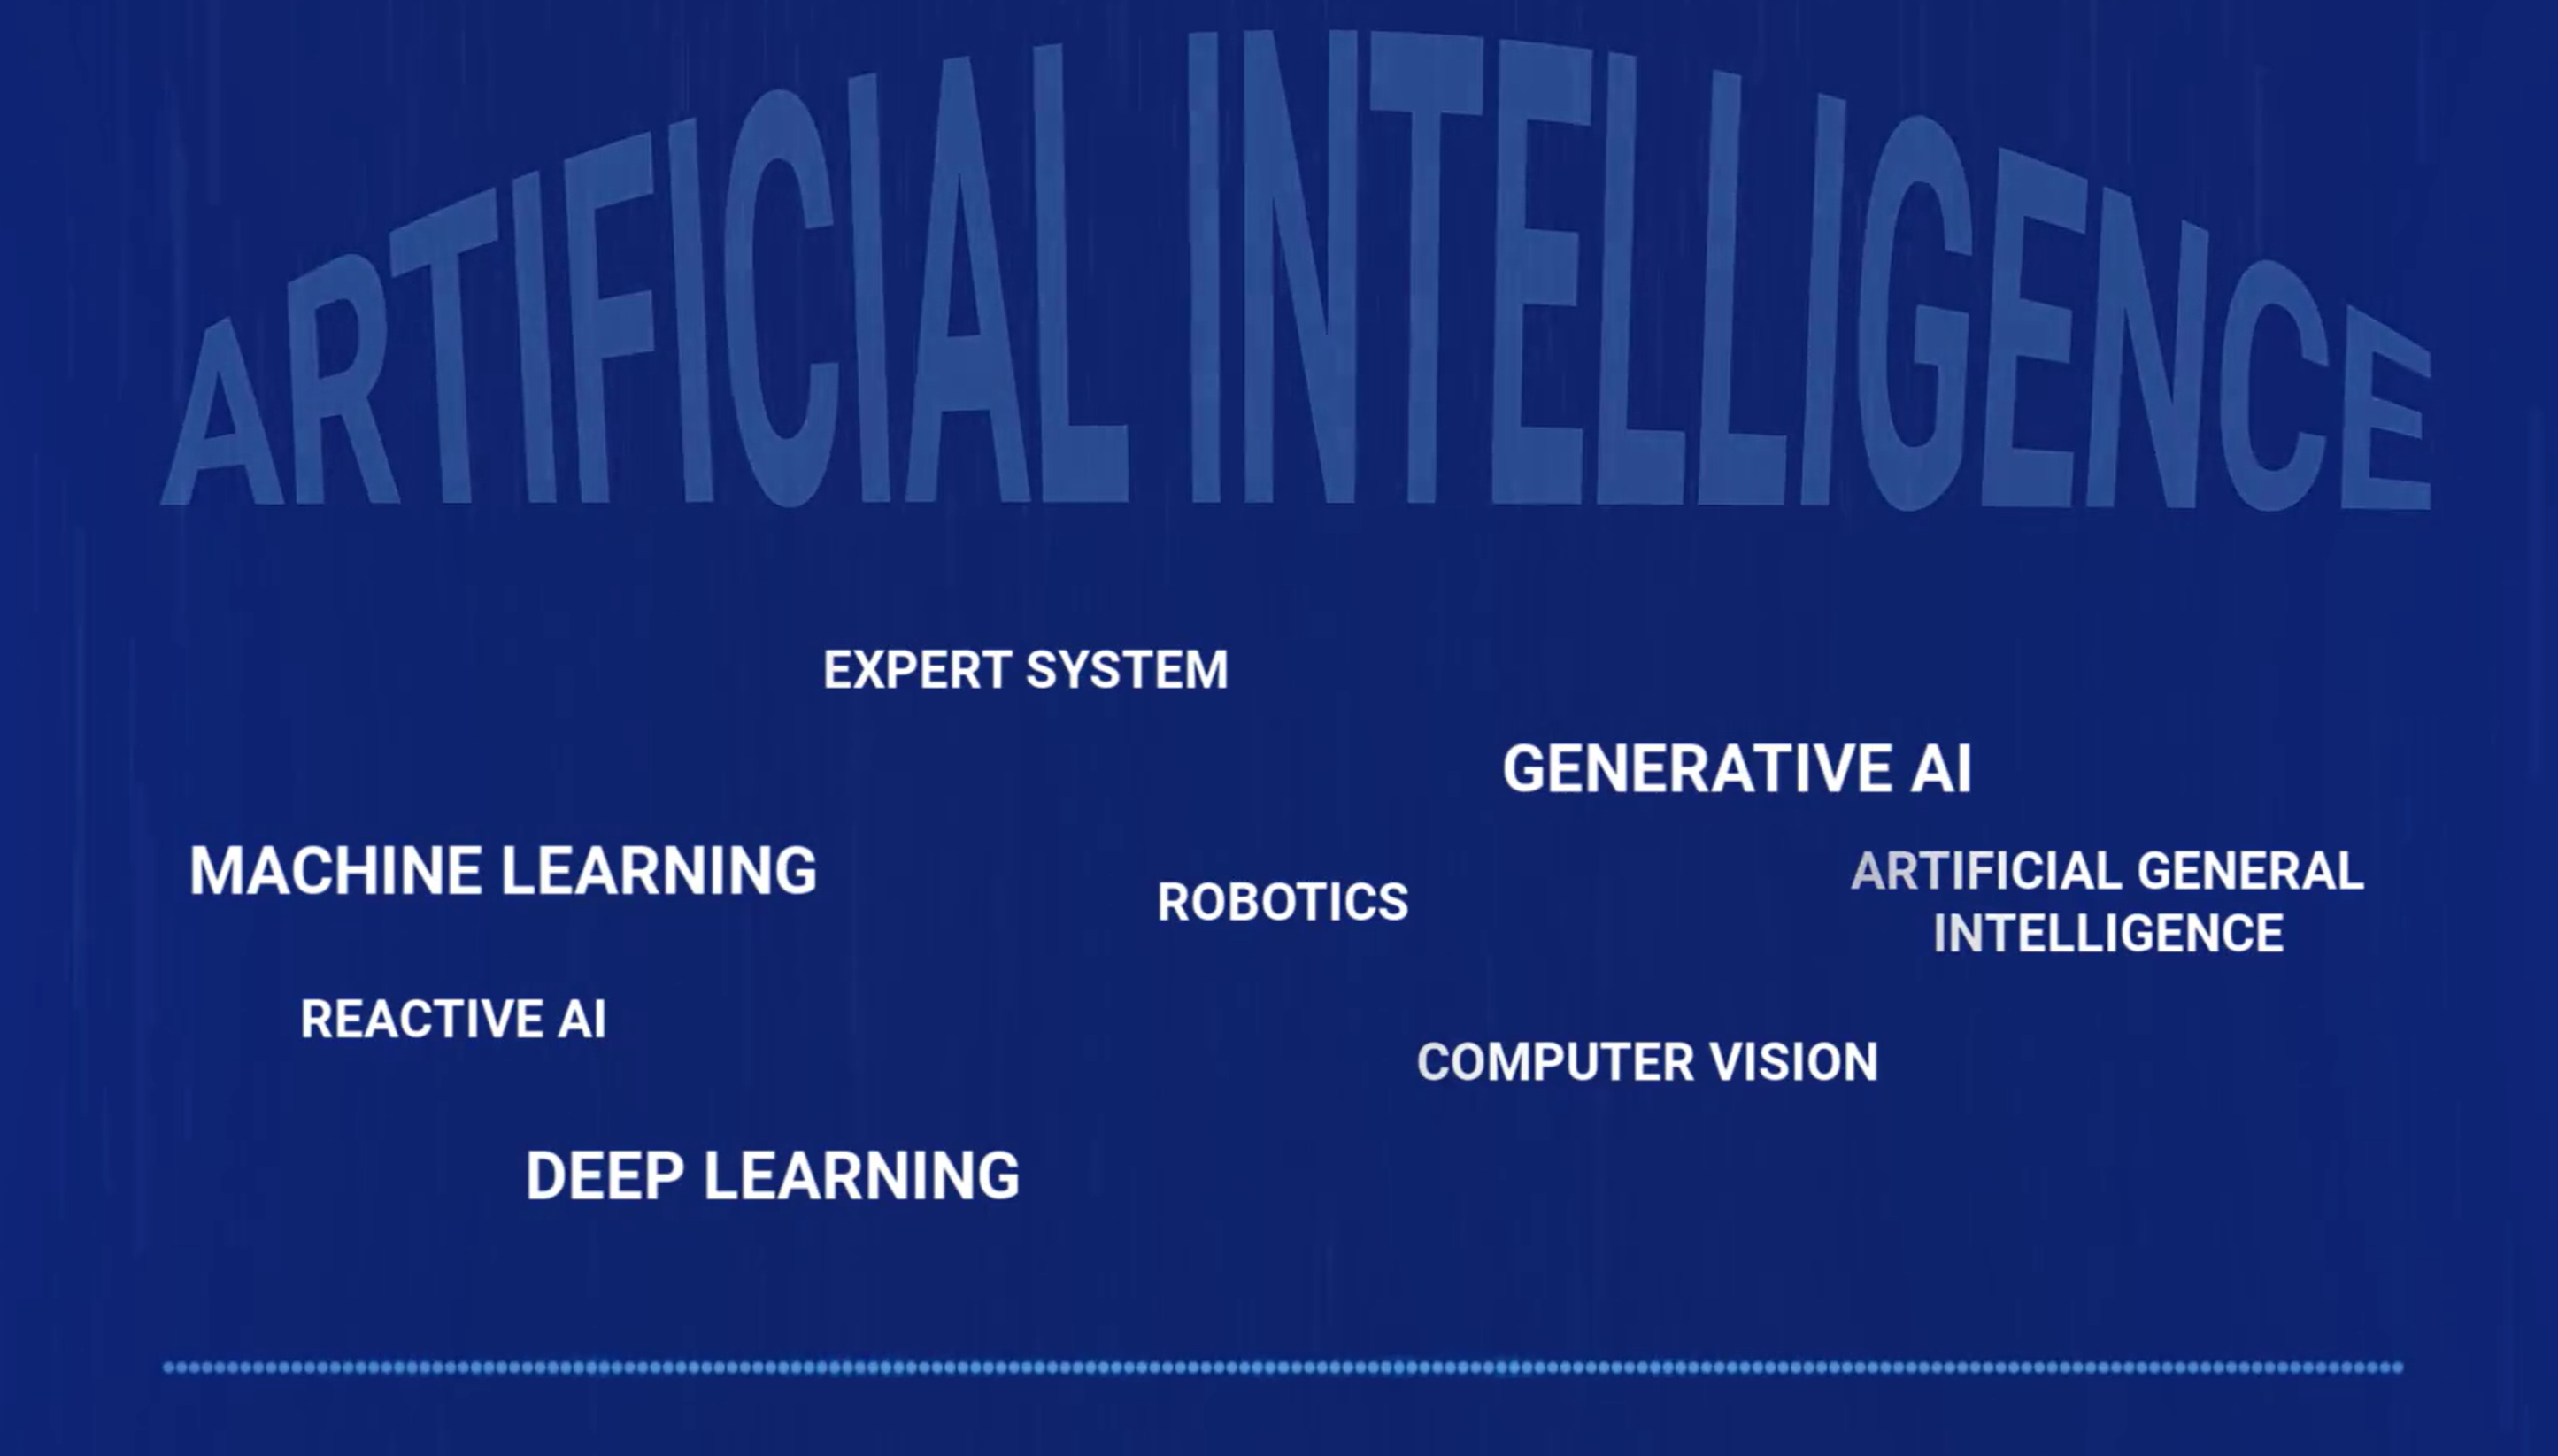 ARTIFICIAL INTELLIGENCE
EXPERT SYSTEM
GENERATIVE AI
MACHINE LEARNING
ROBOTICS
ARTIFICIAL GENERAL
INTELLIGENCE
REACTIVE AI
COMPUTER VISION
DEEP LEARNING